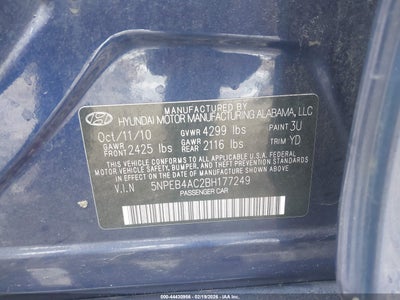 MANUFACTURED BY
HYUNDAI MOTOR MANUFACTURING ALABAMA, LLC
Oct/11/10 GVWR 4299 lbs PAINT 3U
GAWR FRONT 2425 lbs GAWR REAR 2116 lbs TRIM YD
THIS VEHICLE CONFORMS TO ALL APPLICABLE FEDERAL
MOTOR VEHICLE SAFETY, BUMPER, AND THEFT PREVENTION STANDARDS
IN EFFECT ON THE DATE OF MANUFACTURE SHOWN ABOVE.
V.I.N 5NPEB4AC2BH177249
PASSENGER CAR
000-44430958 - 02/19/2026 - IAA, Inc.